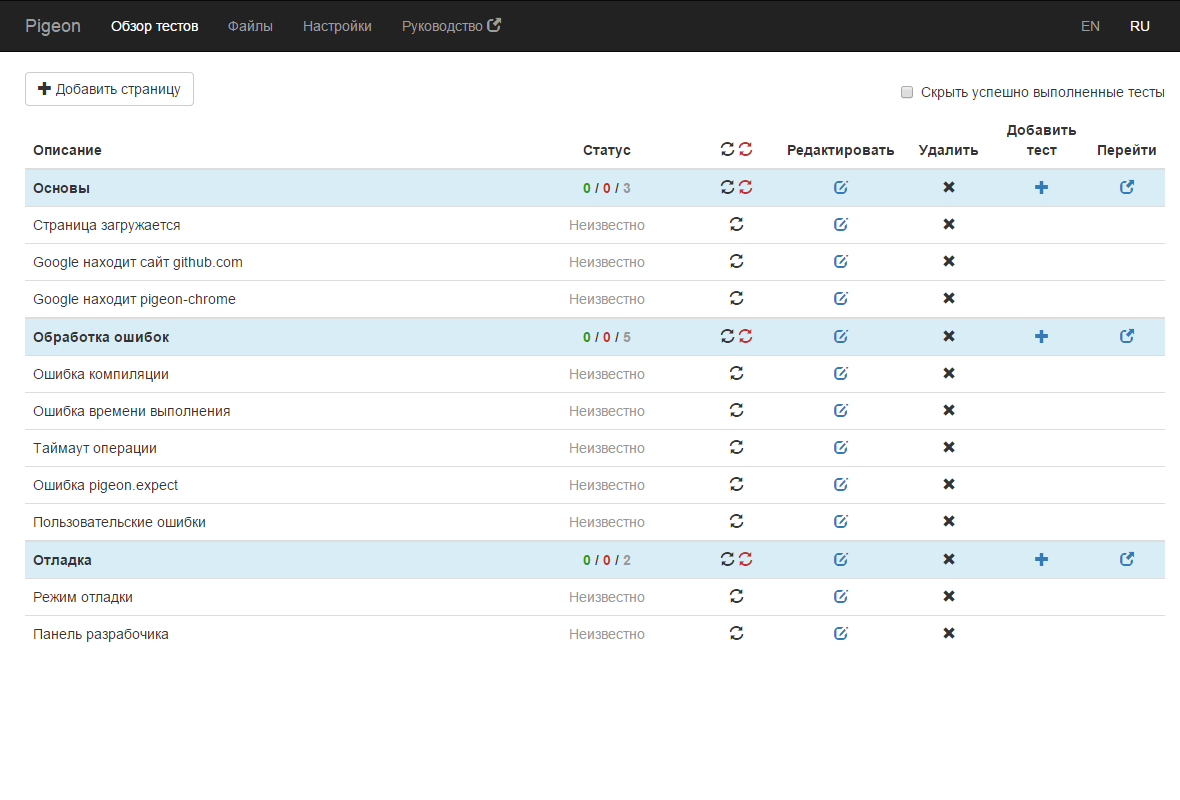 Pigeon Обзор тестов Файлы Настройки Руководство EN RU
Добавить страницу
Скрыть успешно выполненные тесты
Описание Статус Редактировать Удалить Добавить тест Перейти
Основы 0 / 0 / 3
Страница загружается Неизвестно
Google находит сайт github.com Неизвестно
Google находит pigeon-chrome Неизвестно
Обработка ошибок 0 / 0 / 5
Ошибка компиляции Неизвестно
Ошибка времени выполнения Неизвестно
Таймаут операции Неизвестно
Ошибка pigeon.expect Неизвестно
Пользовательские ошибки Неизвестно
Отладка 0 / 0 / 2
Режим отладки Неизвестно
Панель разрабочика Неизвестно